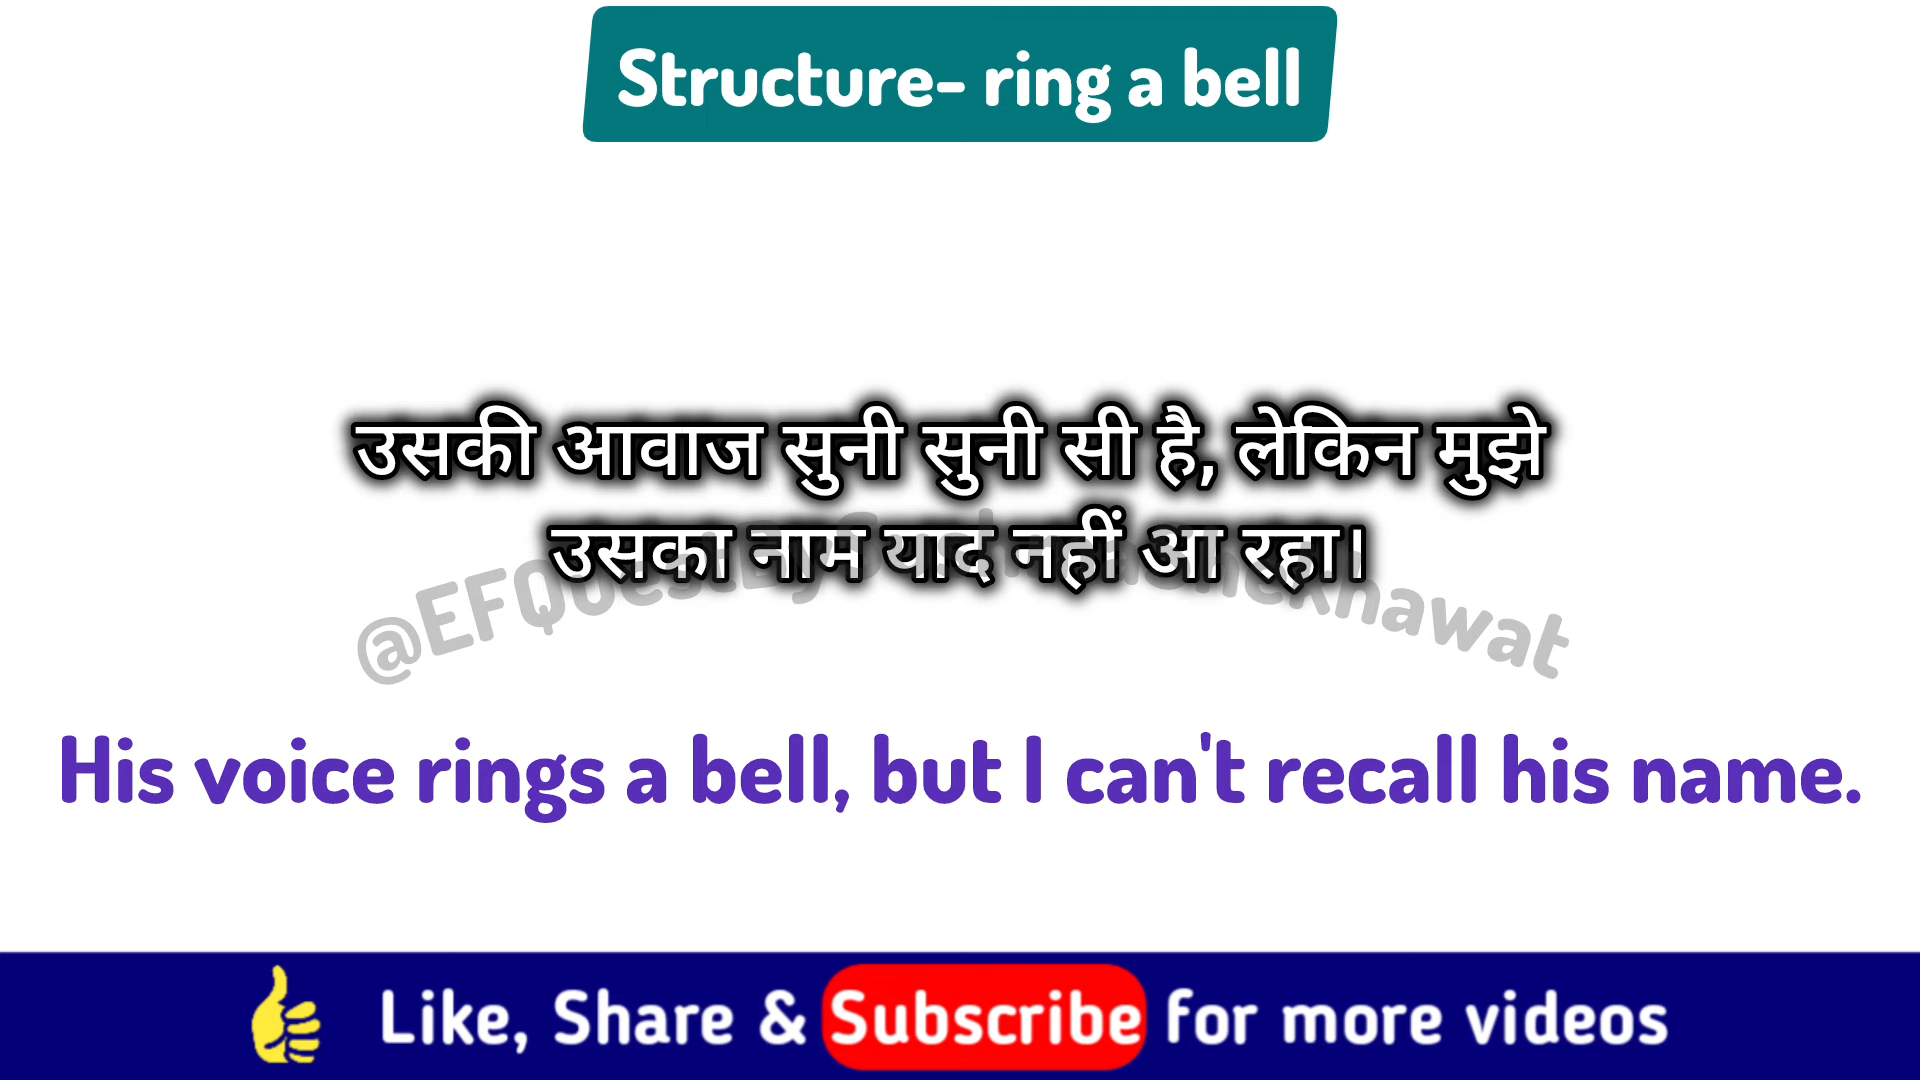 Structure- ring a bell
उसकी आवाज सुनी सुनी सी है, लेकिन मुझे
उसका नाम याद नहीं आ रहा।
His voice rings a bell, but I can't recall his name.
Like, Share & Subscribe for more videos